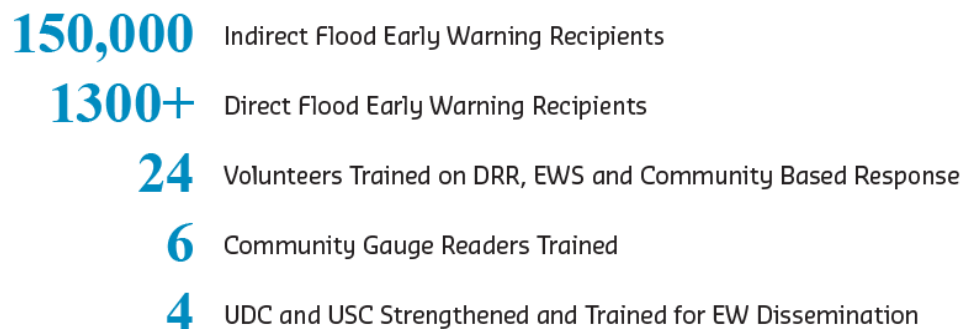 150,000 Indirect Flood Early Warning Recipients
1300+ Direct Flood Early Warning Recipients
24 Volunteers Trained on DRR, EWS and Community Based Response
6 Community Gauge Readers Trained
4 UDC and USC Strengthened and Trained for EW Dissemination